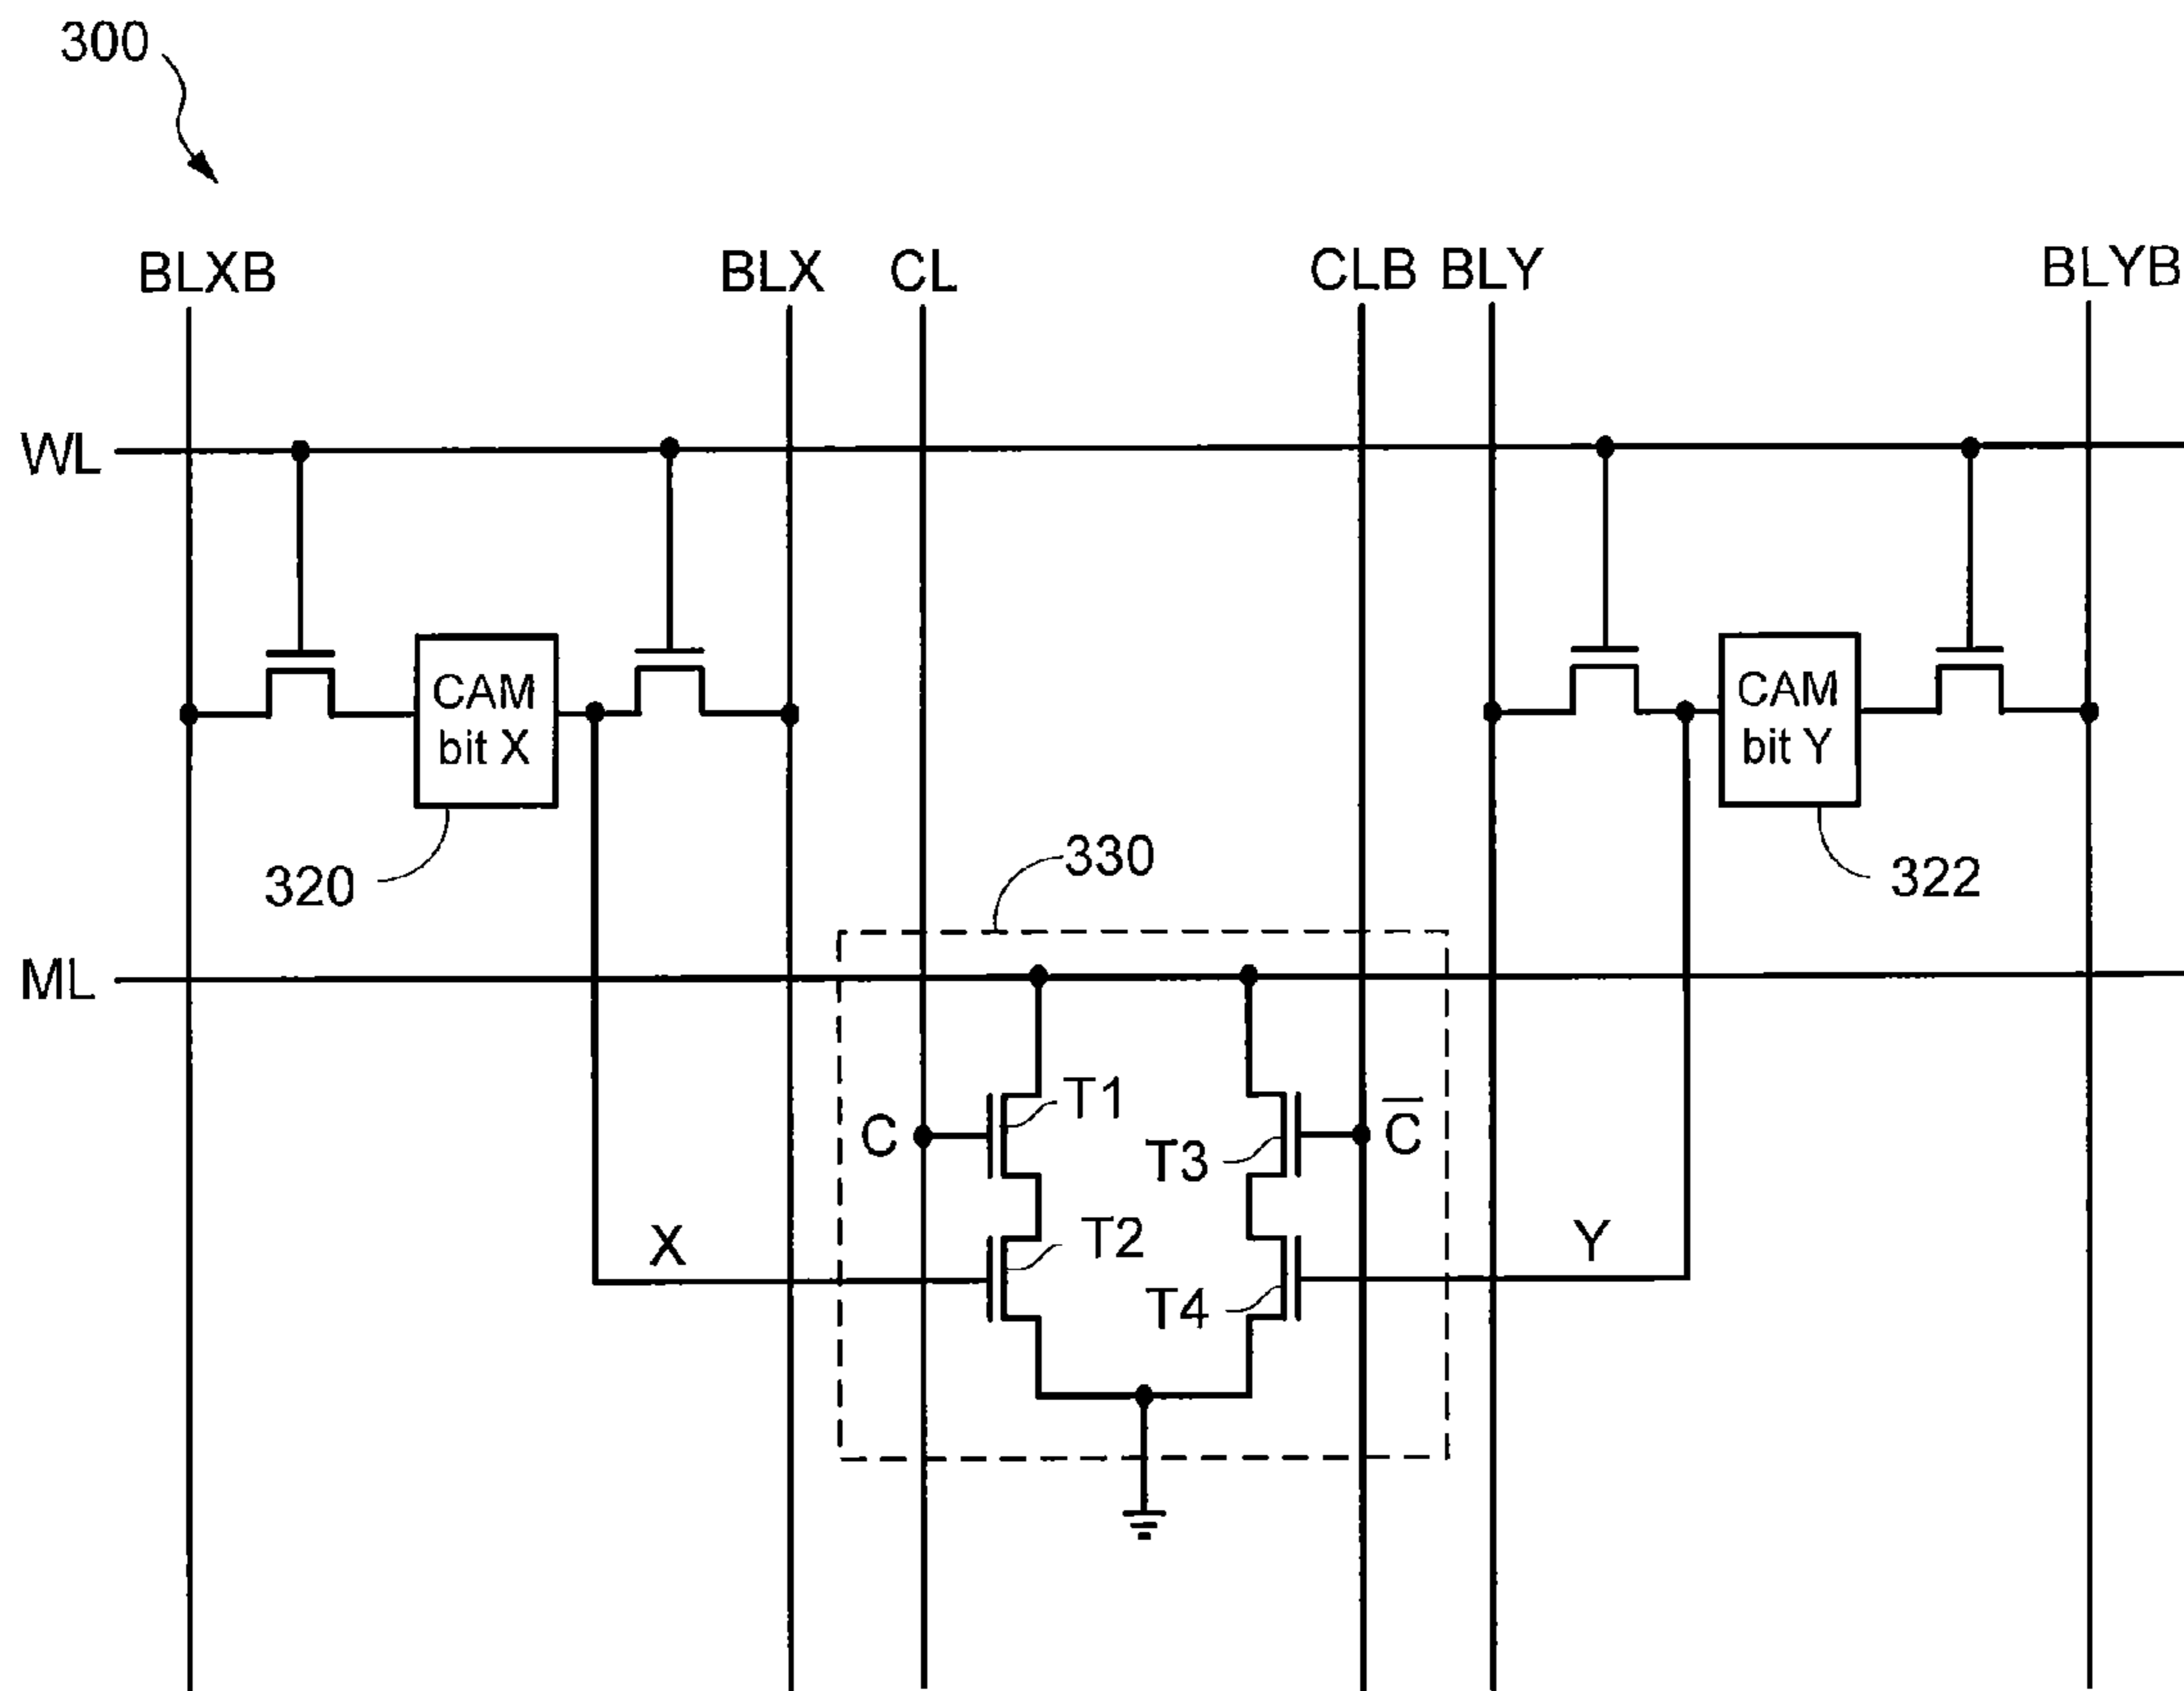 300
BLXB BLX CL CLB BLY BLYB
WL
CAM
bit X
CAM
bit Y
320
330
322
ML
T1
C
T3
C̅
X
T2
Y
T4